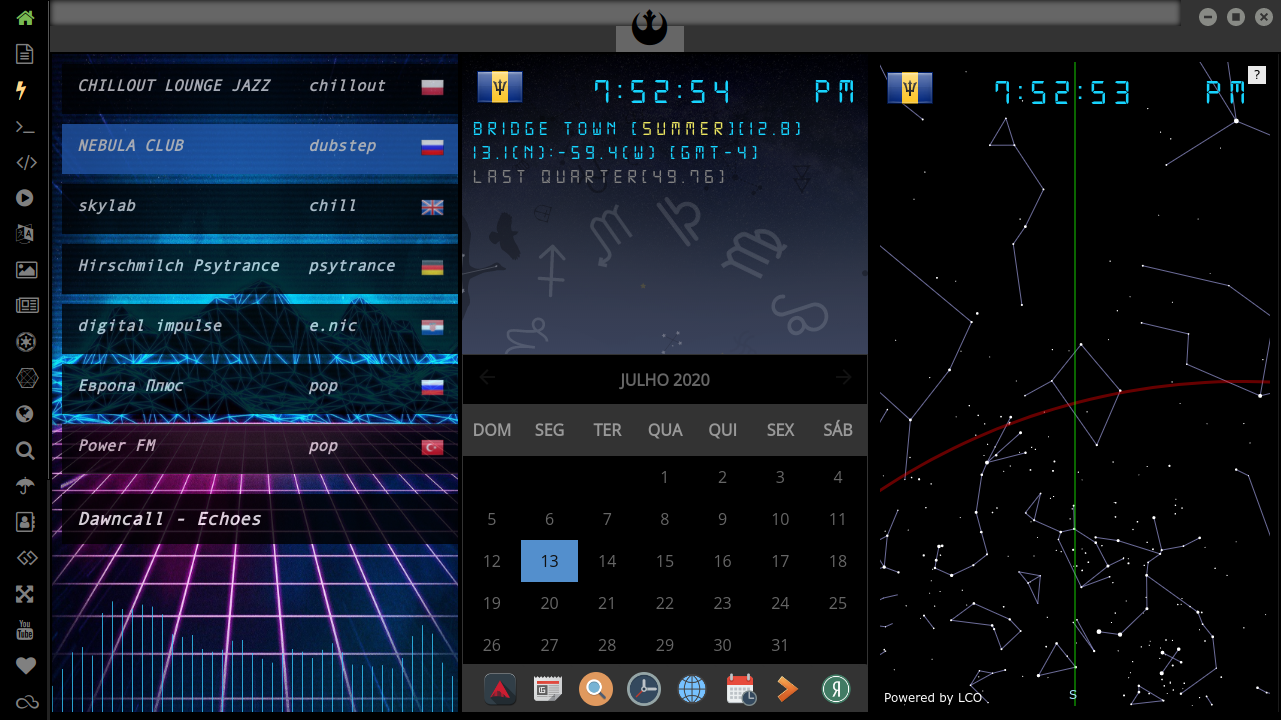 CHILLOUT LOUNGE JAZZ chillout
NEBULA CLUB dubstep
skylab chill
Hirschmilch Psytrance psytrance
digital impulse e.nic
Европа Плюс pop
Power FM pop
Dawncall - Echoes
7:52:54 PM
BRIDGE TOWN [SUMMER][12.8]
13.1(N):-59.4(W) [GMT-4]
LAST QUARTER[49.76]
JULHO 2020
DOM SEG TER QUA QUI SEX SÁB
1 2 3 4
5 6 7 8 9 10 11
12 13 14 15 16 17 18
19 20 21 22 23 24 25
26 27 28 29 30 31
Я
7:52:53 PM
?
Powered by LCO
S
You
Tube